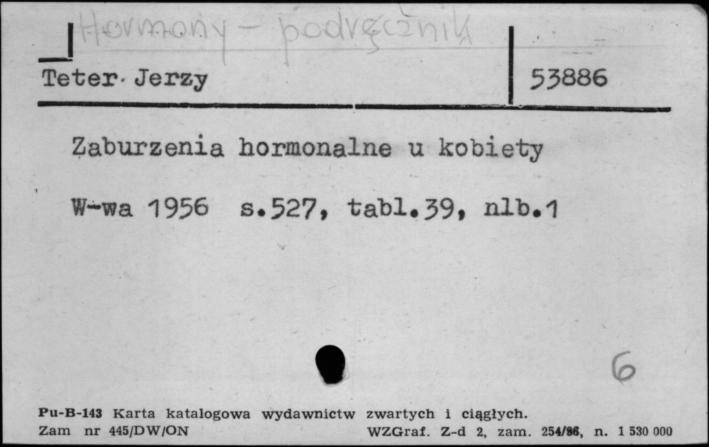 Hormony - podręcznik
Teter Jerzy 53886
Zaburzenia hormonalne u kobiety
W-wa 1956 s.527, tabl.39, nlb.1
6
Pu-B-143 Karta katalogowa wydawnictw zwartych i ciągłych.
Zam nr 445/DW/ON WZGraf. Z-d 2, zam. 254/86, n. 1 530 000